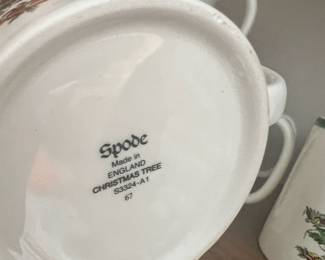 Spode
Made in
ENGLAND
CHRISTMAS TREE
S3324-A1
67